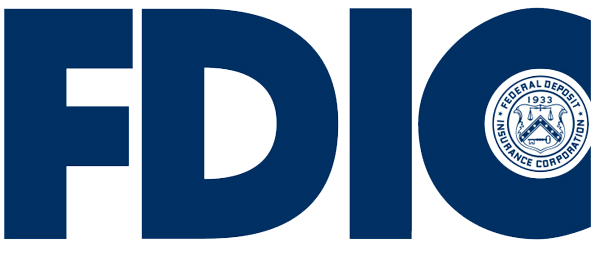 FDIC
FEDERAL DEPOSIT
1933
INSURANCE CORPORATION